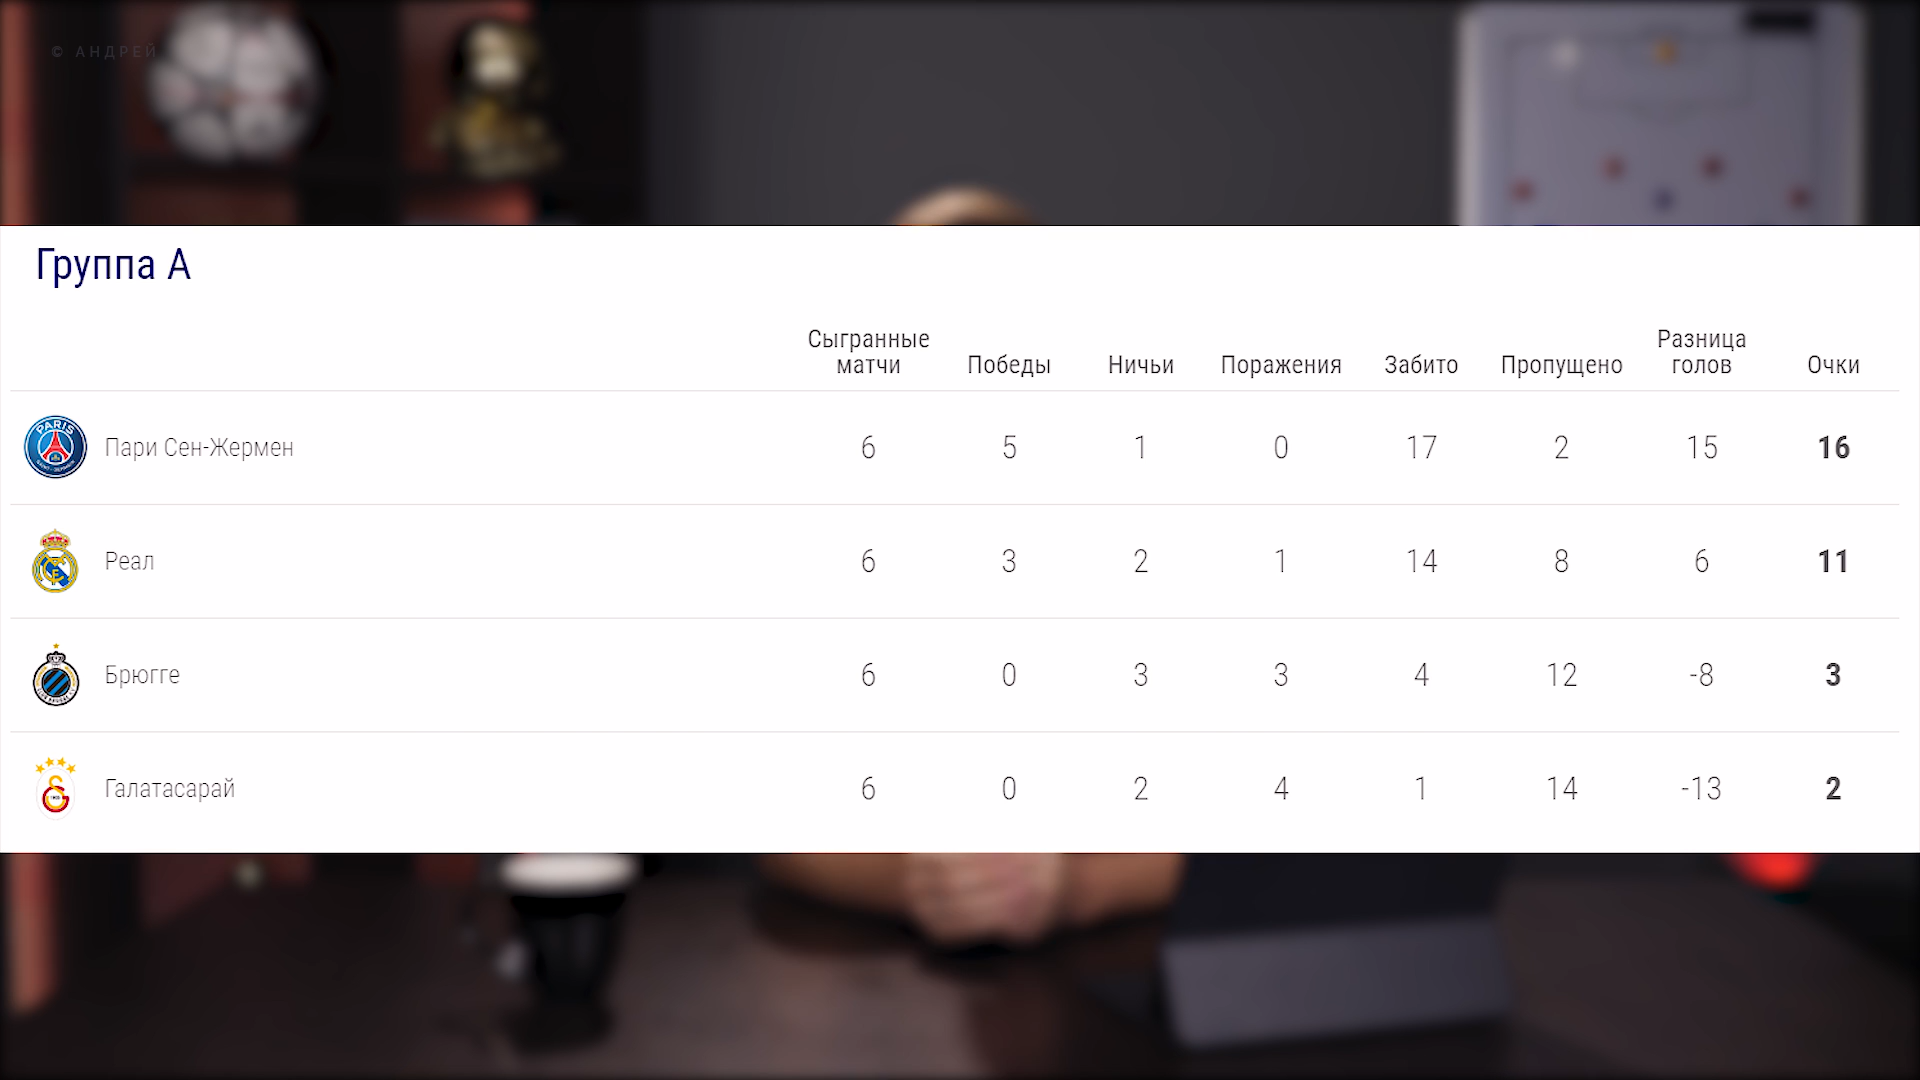 © АНДРЕЙ
Группа A
Сыгранные матчи Победы Ничьи Поражения Забито Пропущено Разница голов Очки
PARIS
Пари Сен-Жермен 6 5 1 0 17 2 15 16
Реал 6 3 2 1 14 8 6 11
Брюгге 6 0 3 3 4 12 -8 3
Галатасарай 6 0 2 4 1 14 -13 2